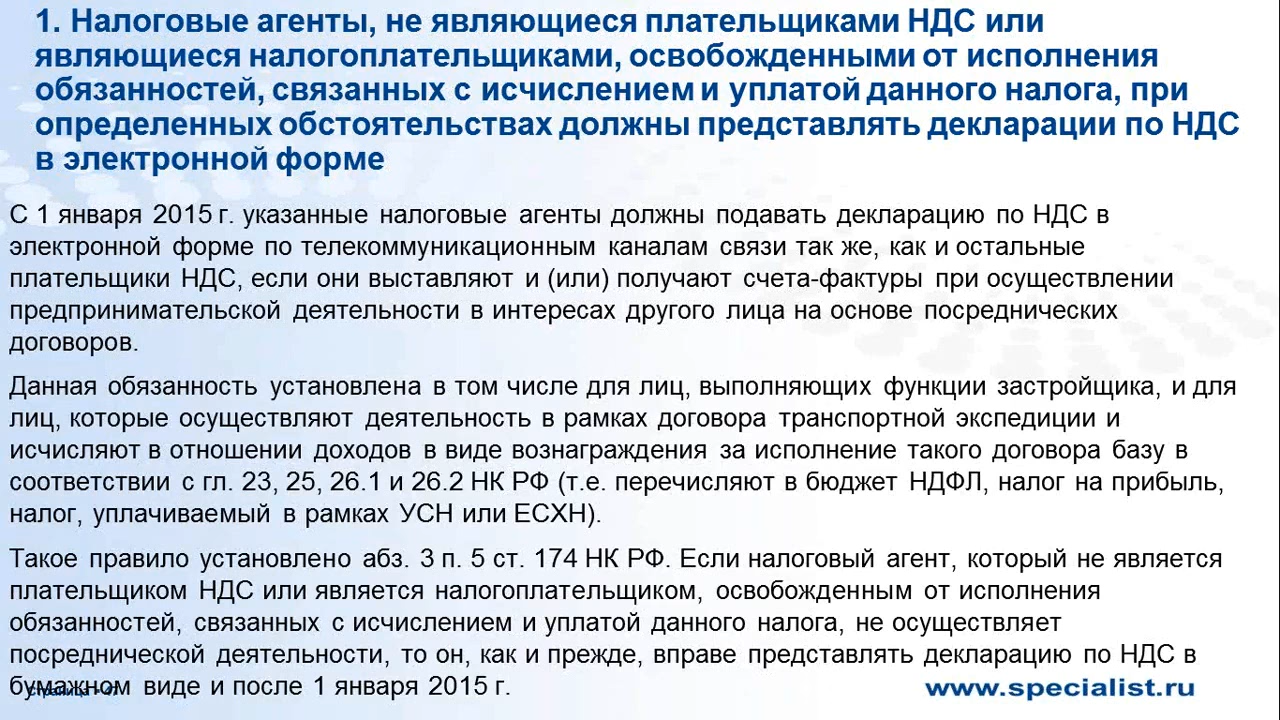 1. Налоговые агенты, не являющиеся плательщиками НДС или
являющиеся налогоплательщиками, освобожденными от исполнения
обязанностей, связанных с исчислением и уплатой данного налога, при
определенных обстоятельствах должны представлять декларации по НДС
в электронной форме
С 1 января 2015 г. указанные налоговые агенты должны подавать декларацию по НДС в
электронной форме по телекоммуникационным каналам связи так же, как и остальные
плательщики НДС, если они выставляют и (или) получают счета-фактуры при осуществлении
предпринимательской деятельности в интересах другого лица на основе посреднических
договоров.
Данная обязанность установлена в том числе для лиц, выполняющих функции застройщика, и для
лиц, которые осуществляют деятельность в рамках договора транспортной экспедиции и
исчисляют в отношении доходов в виде вознаграждения за исполнение такого договора базу в
соответствии с гл. 23, 25, 26.1 и 26.2 НК РФ (т.е. перечисляют в бюджет НДФЛ, налог на прибыль,
налог, уплачиваемый в рамках УСН или ЕСХН).
Такое правило установлено абз. 3 п. 5 ст. 174 НК РФ. Если налоговый агент, который не является
плательщиком НДС или является налогоплательщиком, освобожденным от исполнения
обязанностей, связанных с исчислением и уплатой данного налога, не осуществляет
посреднической деятельности, то он, как и прежде, вправе представлять декларацию по НДС в
бумажном виде и после 1 января 2015 г.
Страница
www.specialist.ru